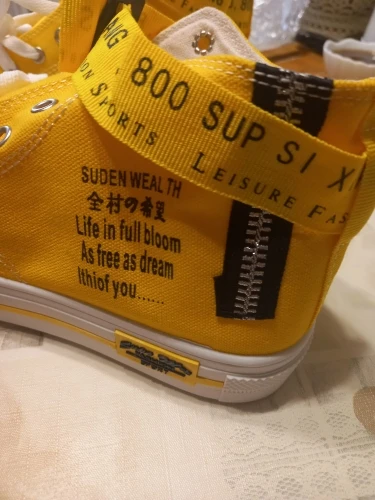 800 SUP SI X
ON SPORTS LEISURE FAS
SUDEN WEAL TH
全村の希望
Life in full bloom
As free as dream
Ithiof you......
SPORT